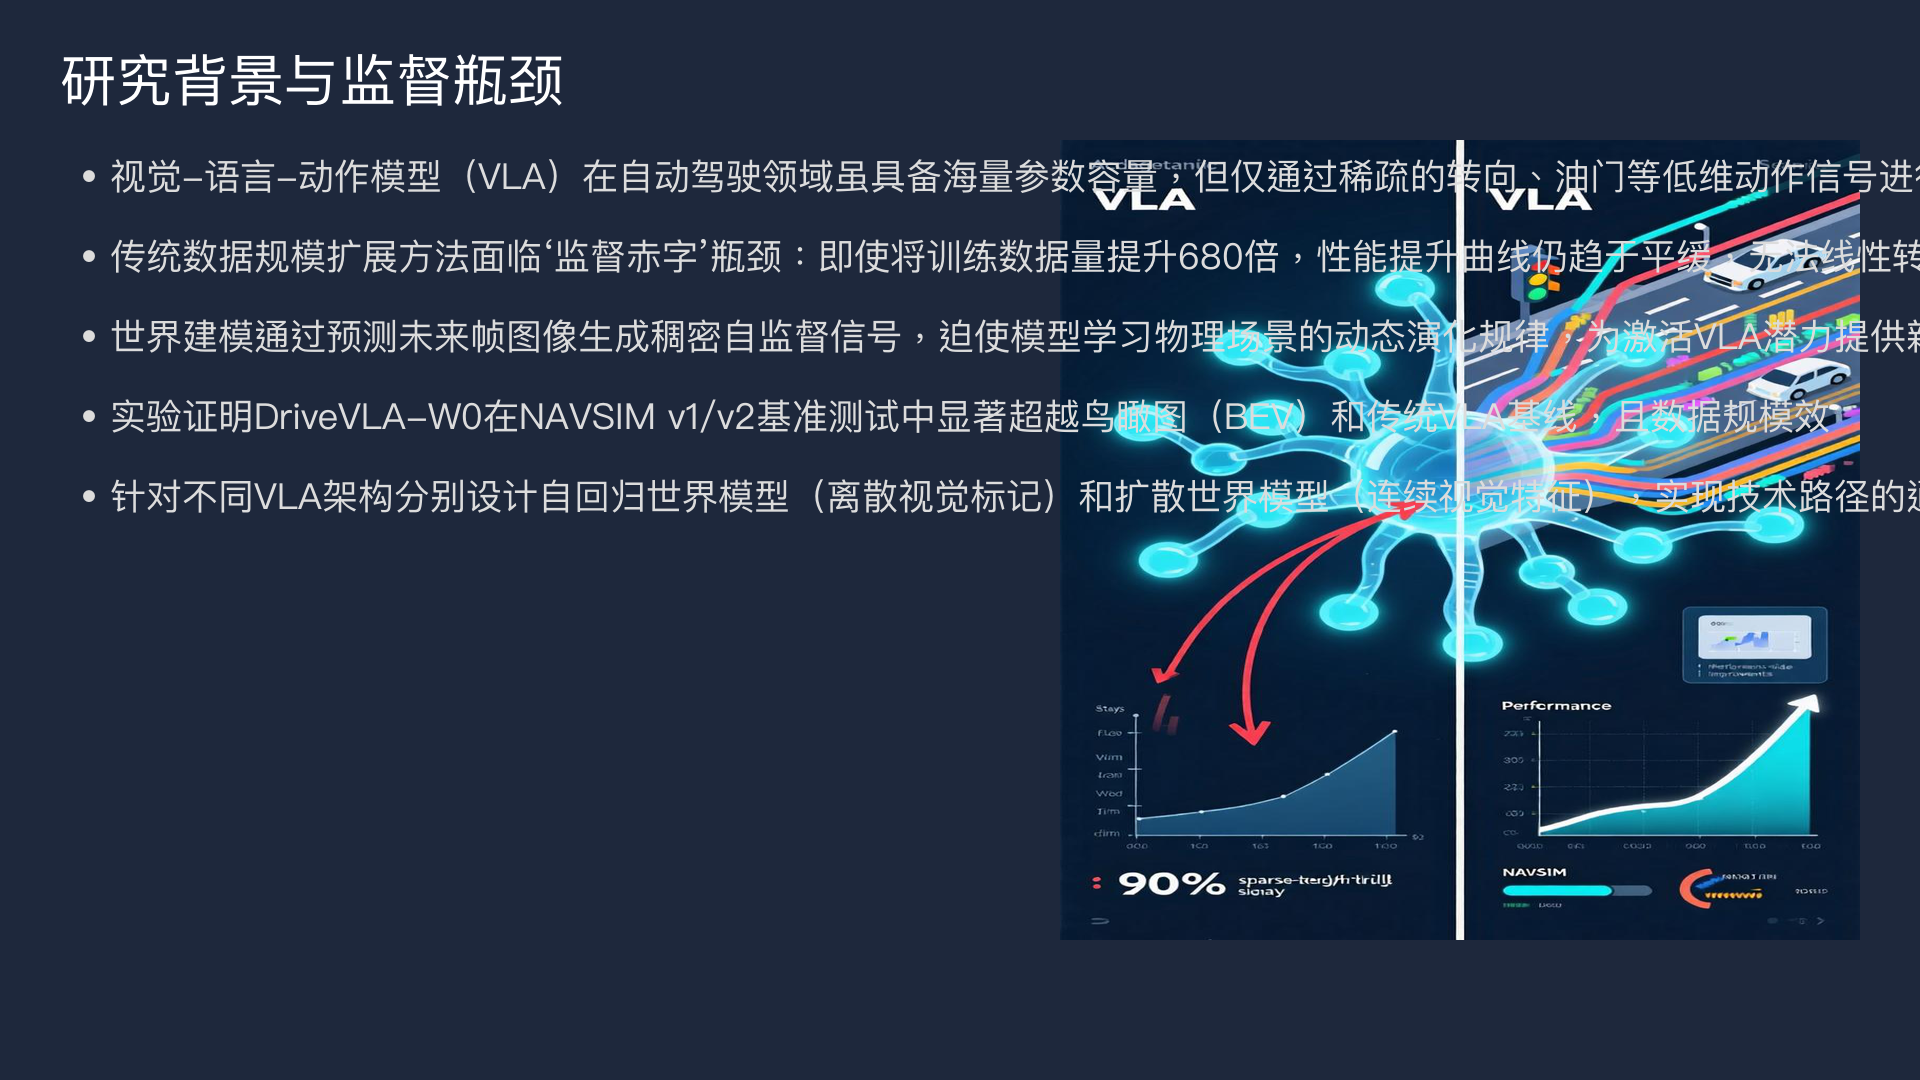 研究背景与监督瓶颈
• 视觉–语言–动作模型（VLA）在自动驾驶领域虽具备海量参数容量，但仅通过稀疏的转向、油门等低维动作信号进行
• 传统数据规模扩展方法面临‘监督赤字’瓶颈：即使将训练数据量提升680倍，性能提升曲线仍趋于平缓，无法线性转
• 世界建模通过预测未来帧图像生成稠密自监督信号，迫使模型学习物理场景的动态演化规律，为激活VLA潜力提供新
• 实验证明DriveVLA–W0在NAVSIM v1/v2基准测试中显著超越鸟瞰图（BEV）和传统VLA基线，且数据规模效
• 针对不同VLA架构分别设计自回归世界模型（离散视觉标记）和扩散世界模型（连续视觉特征），实现技术路径的
VLA
VLA
Stays
Performance
90%
NAVSIM